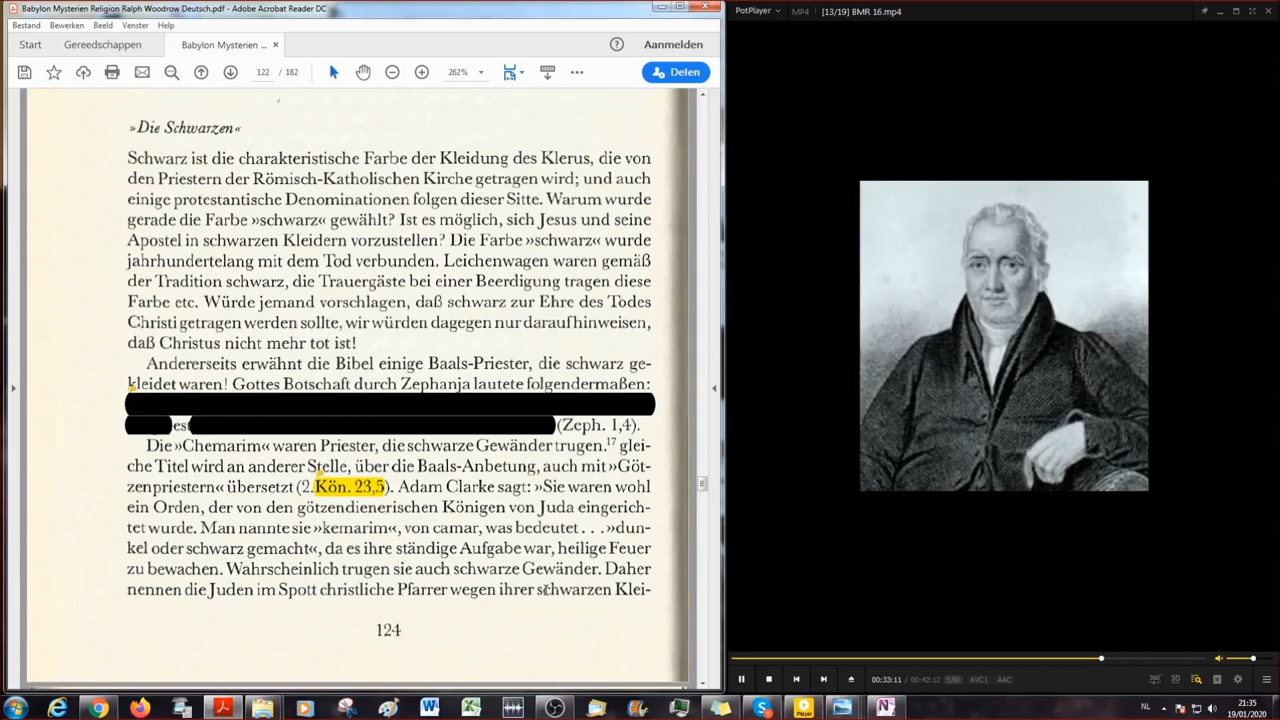 Babylon Mysterien Religion Ralph Woodrow Deutsch.pdf - Adobe Acrobat Reader DC
Bestand Bewerken Beeld Venster Help
Start Gereedschappen Babylon Mysterien ... × Aanmelden
122 / 182 262% Delen
»Die Schwarzen«
Schwarz ist die charakteristische Farbe der Kleidung des Klerus, die von
den Priestern der Römisch-Katholischen Kirche getragen wird; und auch
einige protestantische Denominationen folgen dieser Sitte. Warum wurde
gerade die Farbe »schwarz« gewählt? Ist es möglich, sich Jesus und seine
Apostel in schwarzen Kleidern vorzustellen? Die Farbe »schwarz« wurde
jahrhundertelang mit dem Tod verbunden. Leichenwagen waren gemäß
der Tradition schwarz, die Trauergäste bei einer Beerdigung tragen diese
Farbe etc. Würde jemand vorschlagen, daß schwarz zur Ehre des Todes
Christi getragen werden sollte, wir würden dagegen nur darauf hinweisen,
daß Christus nicht mehr tot ist!
Andererseits erwähnt die Bibel einige Baals-Priester, die schwarz ge-
kleidet waren! Gottes Botschaft durch Zephanja lautete folgendermaßen:
es (Zeph. 1,4).
Die »Chemarim« waren Priester, die schwarze Gewänder trugen.17 glei-
che Titel wird an anderer Stelle, über die Baals-Anbetung, auch mit »Göt-
zenpriestern« übersetzt (2.Kön. 23,5). Adam Clarke sagt: »Sie waren wohl
ein Orden, der von den götzendienerischen Königen von Juda eingerich-
tet wurde. Man nannte sie »kemarim«, von camar, was bedeutet . . . »dun-
kel oder schwarz gemacht«, da es ihre ständige Aufgabe war, heilige Feuer
zu bewachen. Wahrscheinlich trugen sie auch schwarze Gewänder. Daher
nennen die Juden im Spott christliche Pfarrer wegen ihrer schwarzen Klei-
124
PotPlayer MP4 [13/19] BMR 16.mp4
00:33:11 / 00:42:12 S/W AVC1 AAC
360° 3D
NL 21:35
19/01/2020